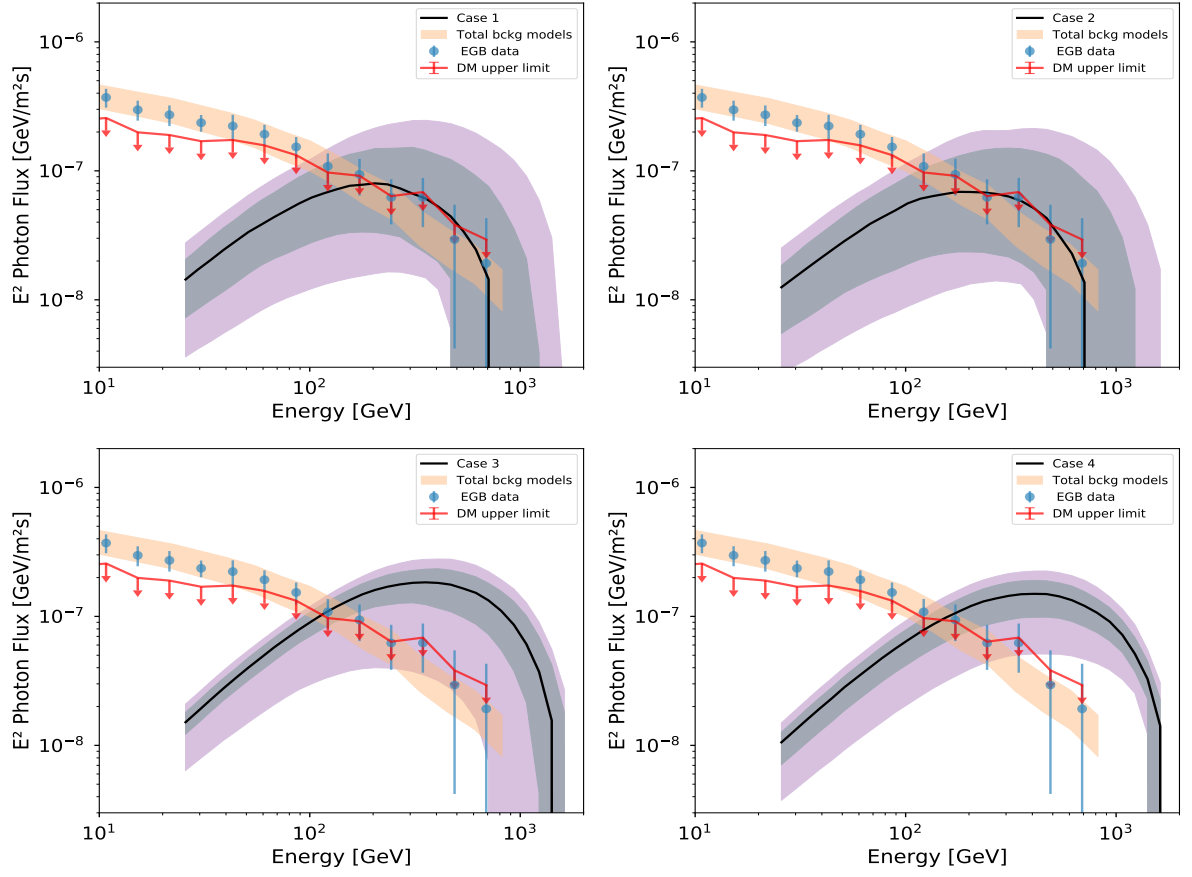 Case 1
Total bckg models
EGB data
DM upper limit
10⁻⁶
10⁻⁷
10⁻⁸
E² Photon Flux [GeV/m²s]
10¹
10²
10³
Energy [GeV]
Case 2
Total bckg models
EGB data
DM upper limit
10⁻⁶
10⁻⁷
10⁻⁸
E² Photon Flux [GeV/m²s]
10¹
10²
10³
Energy [GeV]
Case 3
Total bckg models
EGB data
DM upper limit
10⁻⁶
10⁻⁷
10⁻⁸
E² Photon Flux [GeV/m²s]
10¹
10²
10³
Energy [GeV]
Case 4
Total bckg models
EGB data
DM upper limit
10⁻⁶
10⁻⁷
10⁻⁸
E² Photon Flux [GeV/m²s]
10¹
10²
10³
Energy [GeV]